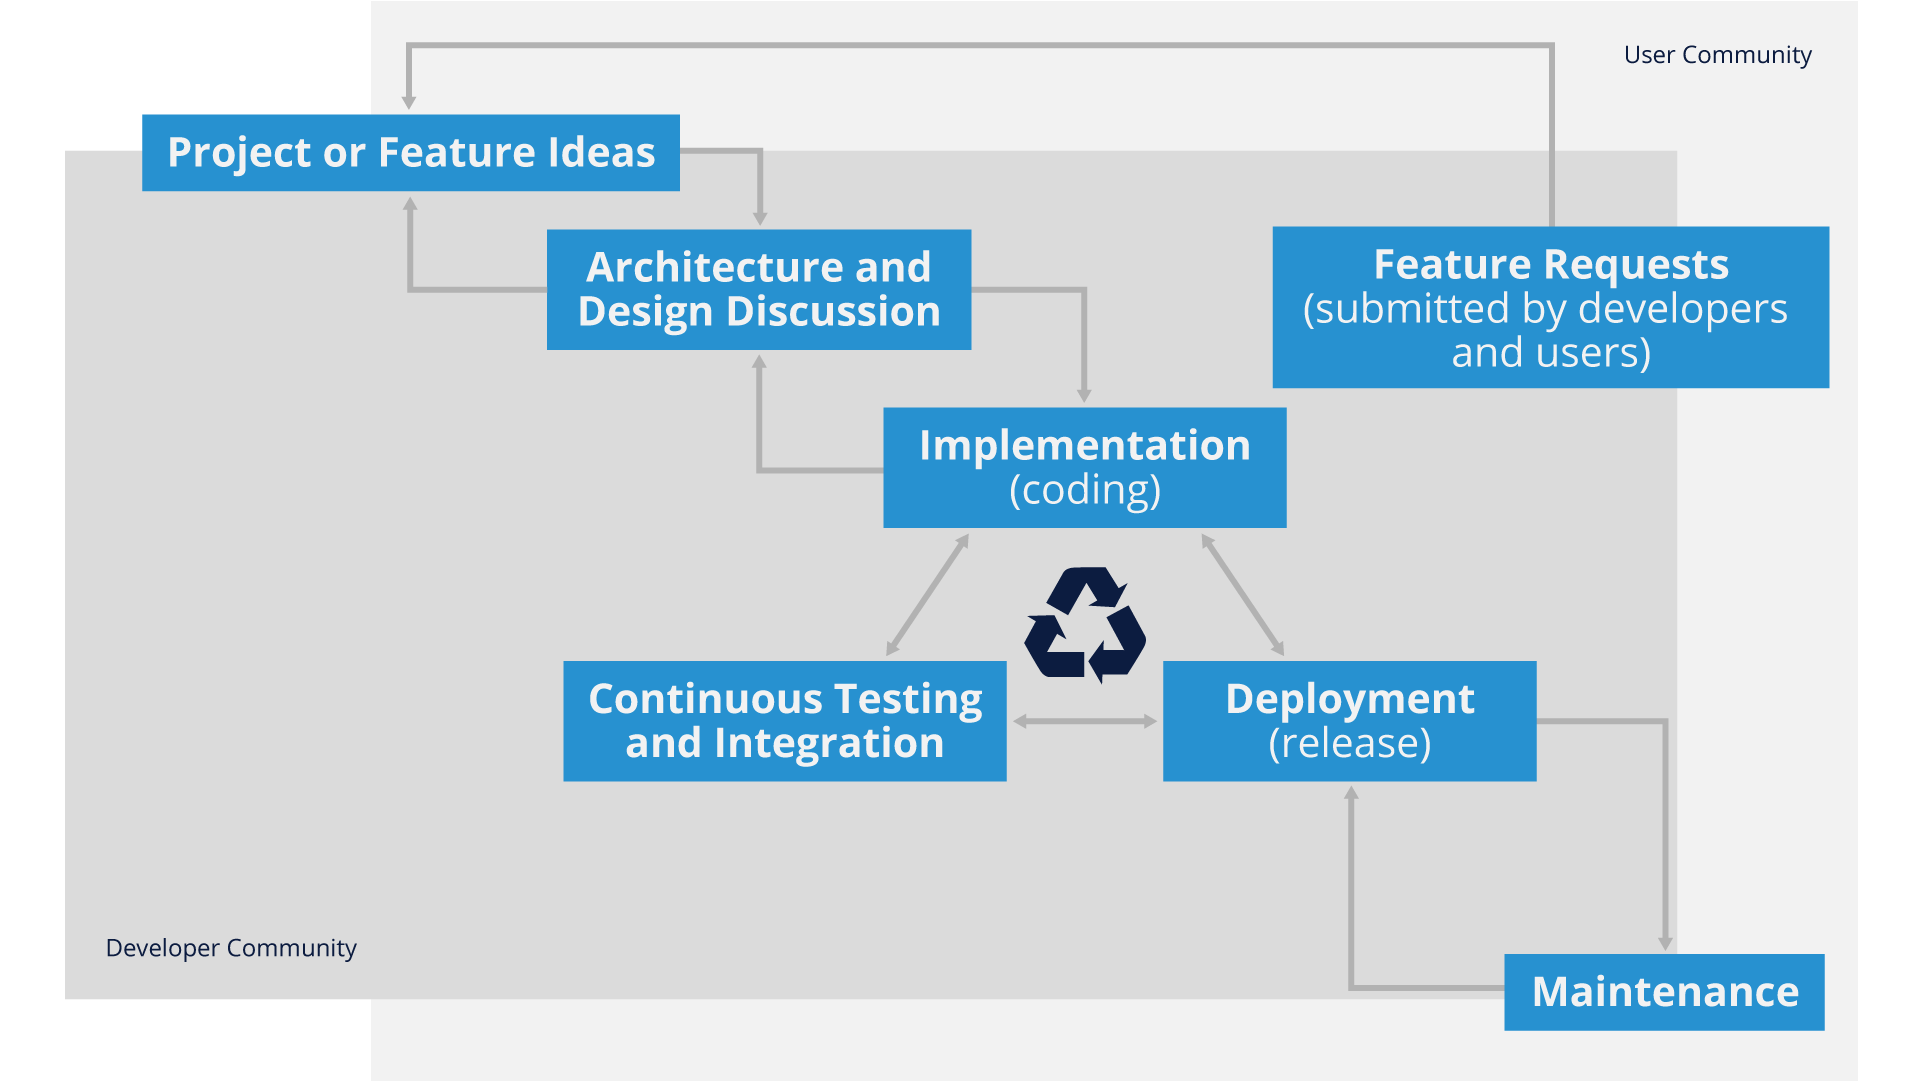 User Community
Project or Feature Ideas
Architecture and
Design Discussion
Feature Requests
(submitted by developers
and users)
Implementation
(coding)
Continuous Testing
and Integration
Deployment
(release)
Developer Community
Maintenance